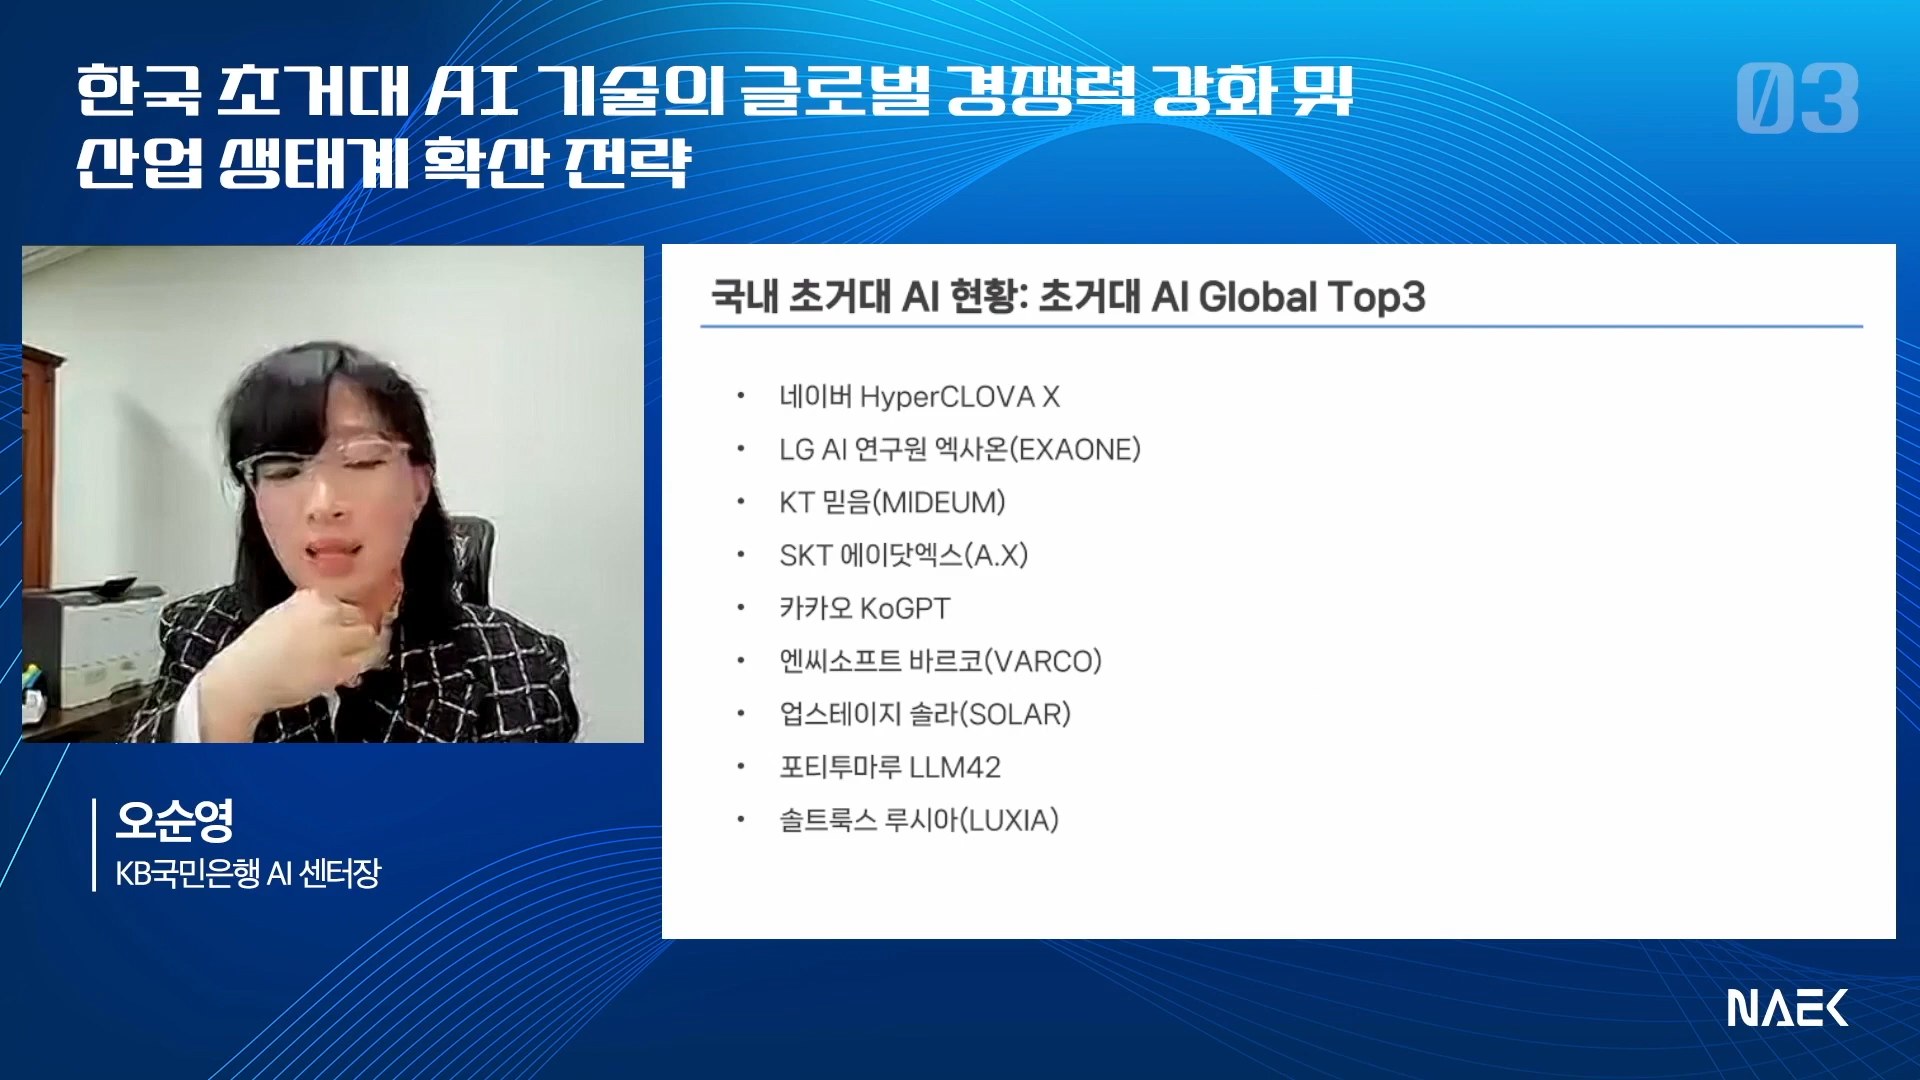 한국 초거대 AI 기술의 글로벌 경쟁력 강화 및
산업 생태계 확산 전략
03
국내 초거대 AI 현황: 초거대 AI Global Top3
• 네이버 HyperCLOVA X
• LG AI 연구원 엑사온(EXAONE)
• KT 믿음(MIDEUM)
• SKT 에이닷엑스(A.X)
• 카카오 KoGPT
• 엔씨소프트 바르코(VARCO)
• 업스테이지 솔라(SOLAR)
• 포티투마루 LLM42
• 솔트룩스 루시아(LUXIA)
오순영
KB국민은행 AI 센터장
NAEK